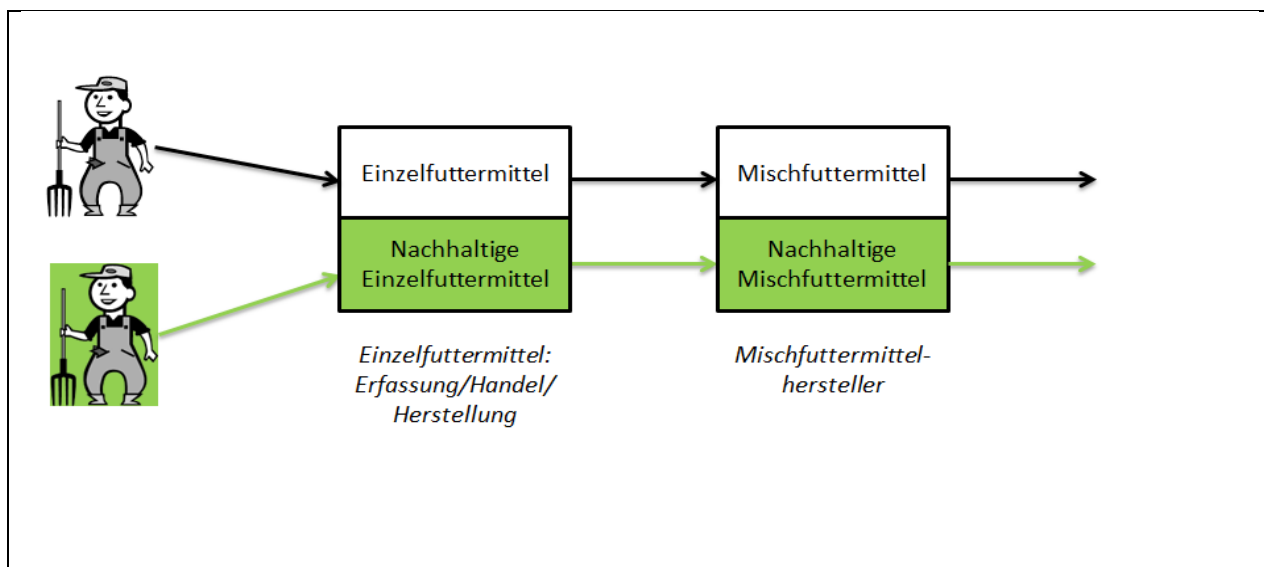 Einzelfuttermittel
Mischfuttermittel
Nachhaltige
Einzelfuttermittel
Nachhaltige
Mischfuttermittel
Einzelfuttermittel:
Erfassung/Handel/
Herstellung
Mischfuttermittel-
hersteller